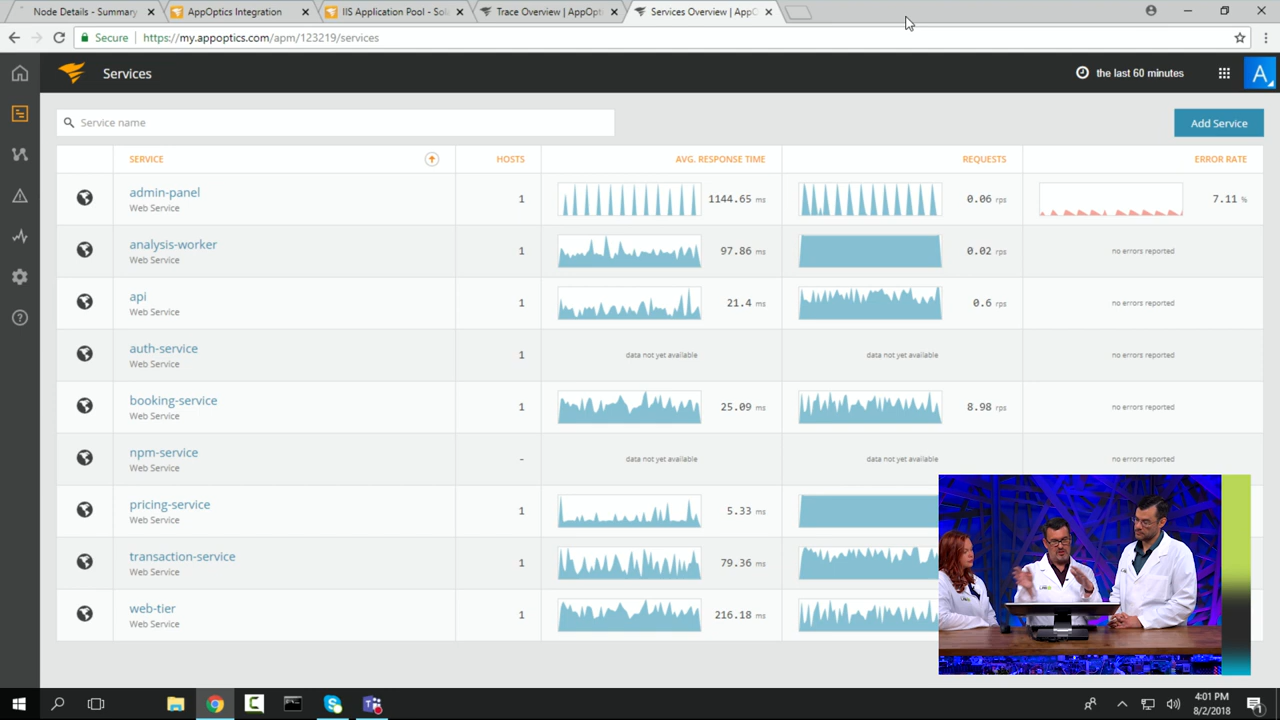 Node Details - Summary
AppOptics Integration
IIS Application Pool - Sol
Trace Overview | AppOpti
Services Overview | AppO
Secure
https://my.appoptics.com/apm/123219/services
Services
the last 60 minutes
A
Service name
Add Service
SERVICE HOSTS AVG. RESPONSE TIME REQUESTS ERROR RATE
admin-panel
Web Service
1 1144.65 ms 0.06 rps 7.11 %
analysis-worker
Web Service
1 97.86 ms 0.02 rps no errors reported
api
Web Service
1 21.4 ms 0.6 rps no errors reported
auth-service
Web Service
1 data not yet available data not yet available no errors reported
booking-service
Web Service
1 25.09 ms 8.98 rps no errors reported
npm-service
Web Service
- data not yet available data not yet available no errors reported
pricing-service
Web Service
1 5.33 ms
transaction-service
Web Service
1 79.36 ms
web-tier
Web Service
1 216.18 ms
4:01 PM
8/2/2018